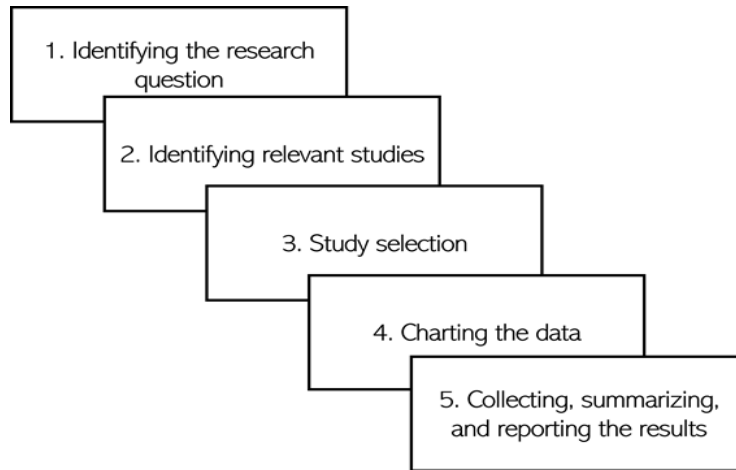 1. Identifying the research
question
2. Identifying relevant studies
3. Study selection
4. Charting the data
5. Collecting, summarizing,
and reporting the results